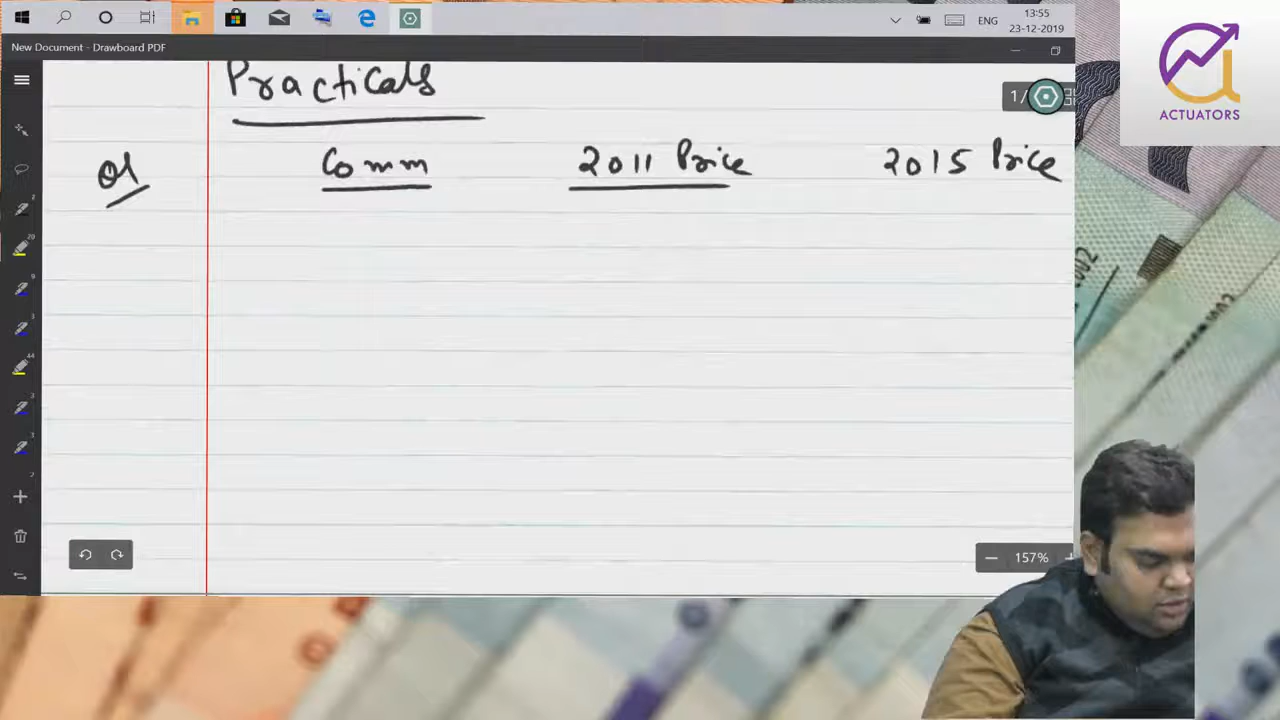 13:55
ENG
23-12-2019
New Document - Drawboard PDF
Practicals
1/
ACTUATORS
Q1 Comm 2011 Price 2015 Price
157%